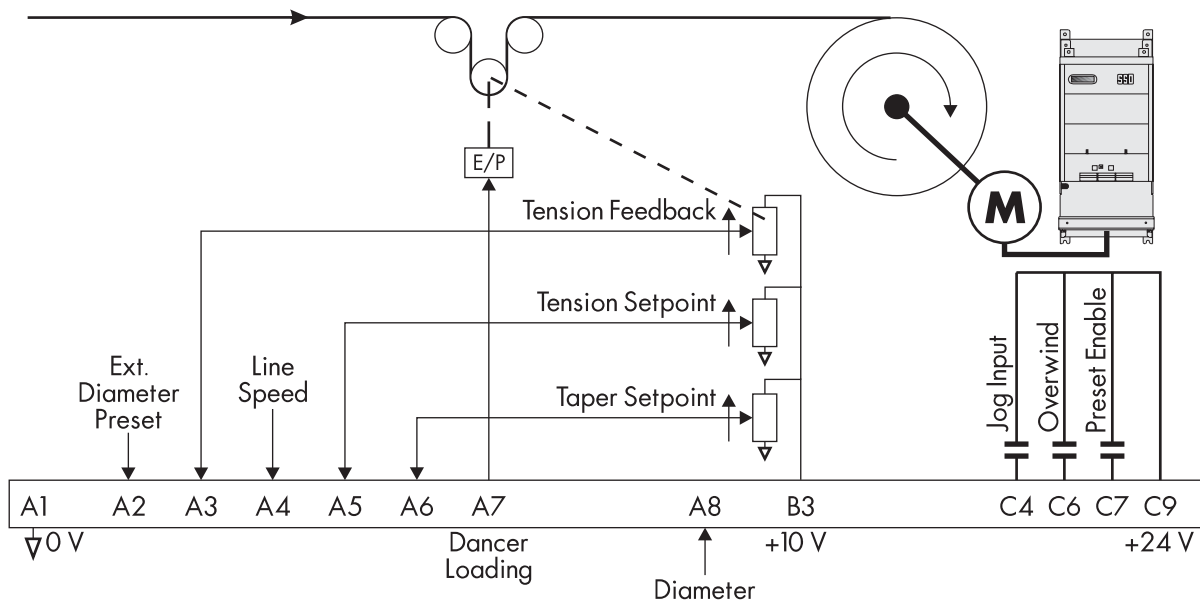 SSD
E/P
M
Tension Feedback
Tension Setpoint
Taper Setpoint
Ext.
Diameter
Preset
Line
Speed
Jog Input
Overwind
Preset Enable
A1 A2 A3 A4 A5 A6 A7 A8 B3 C4 C6 C7 C9
0 V
Dancer
Loading
+10 V
+24 V
Diameter